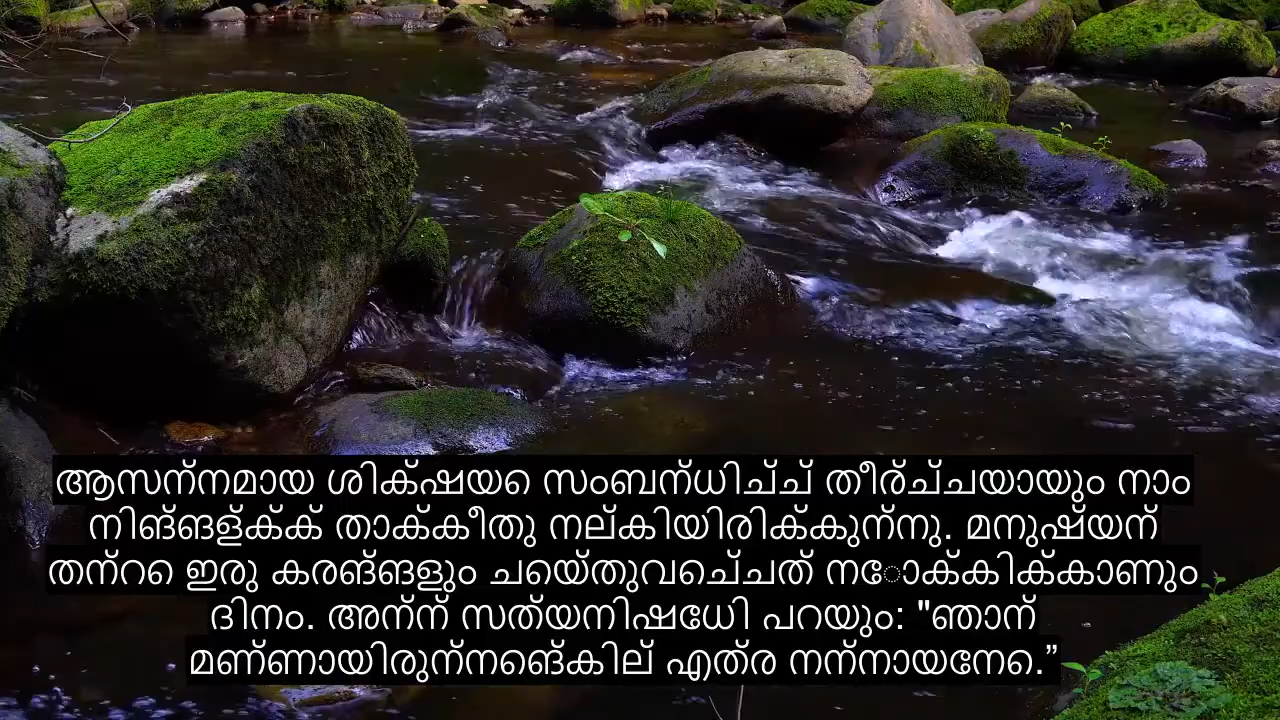 ആസന്നമായ ശിക്ഷയെ സംബന്ധിച്ച് തീര്ച്ചയായും നാം
നിങ്ങള്ക്ക് താക്കീതു നല്കിയിരിക്കുന്നു. മനുഷ്യന്
തന്റെ ഇരു കരങ്ങളും ചെയ്തുവെച്ചത് നോക്കിക്കാണും
ദിനം. അന്ന് സത്യനിഷേധി പറയും: "ഞാന്
മണ്ണായിരുന്നെങ്കില് എത്ര നന്നായേനെ.”